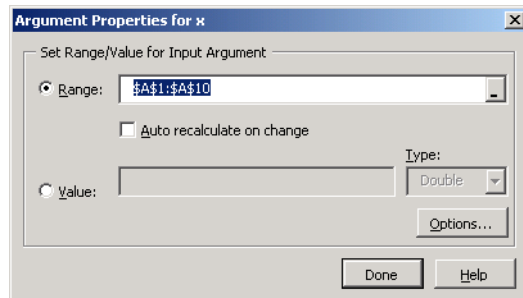 Argument Properties for x
Set Range/Value for Input Argument
Range: $A$1:$A$10
Auto recalculate on change
Type:
Value: Double
Options...
Done Help